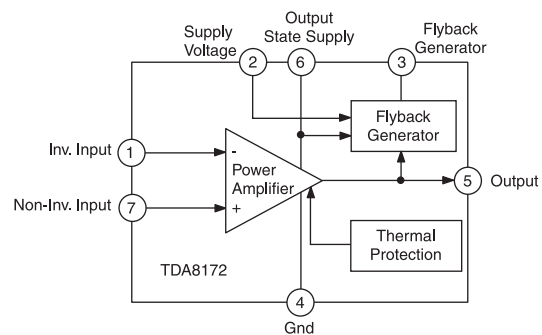 Supply
Voltage
Output
State Supply
Flyback
Generator
2
6
3
Flyback
Generator
Inv. Input
1
-
Power
Amplifier
5
Output
Non-Inv. Input
7
+
Thermal
Protection
TDA8172
4
Gnd